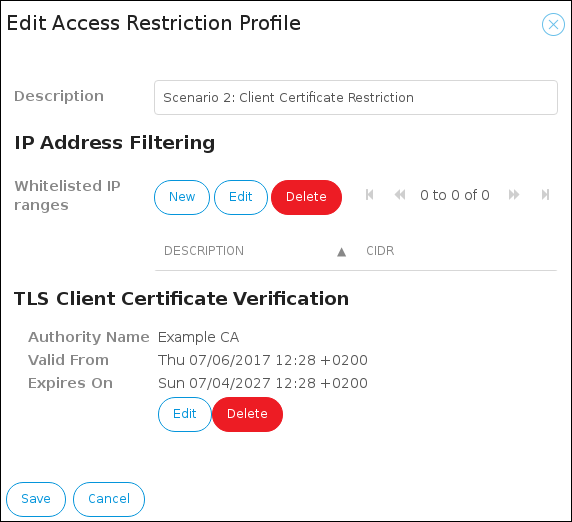 Edit Access Restriction Profile
Description
Scenario 2: Client Certificate Restriction
IP Address Filtering
Whitelisted IP ranges
New
Edit
Delete
0 to 0 of 0
DESCRIPTION ▲ CIDR
TLS Client Certificate Verification
Authority Name Example CA
Valid From Thu 07/06/2017 12:28 +0200
Expires On Sun 07/04/2027 12:28 +0200
Edit Delete
Save Cancel